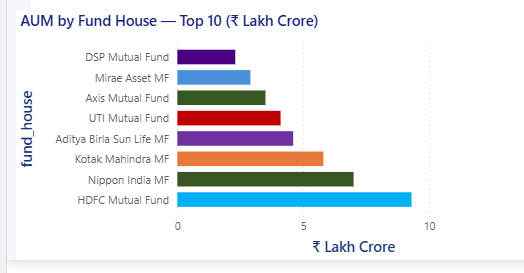 AUM by Fund House — Top 10 (₹ Lakh Crore)
fund_house
DSP Mutual Fund
Mirae Asset MF
Axis Mutual Fund
UTI Mutual Fund
Aditya Birla Sun Life MF
Kotak Mahindra MF
Nippon India MF
HDFC Mutual Fund
0 5 10
₹ Lakh Crore